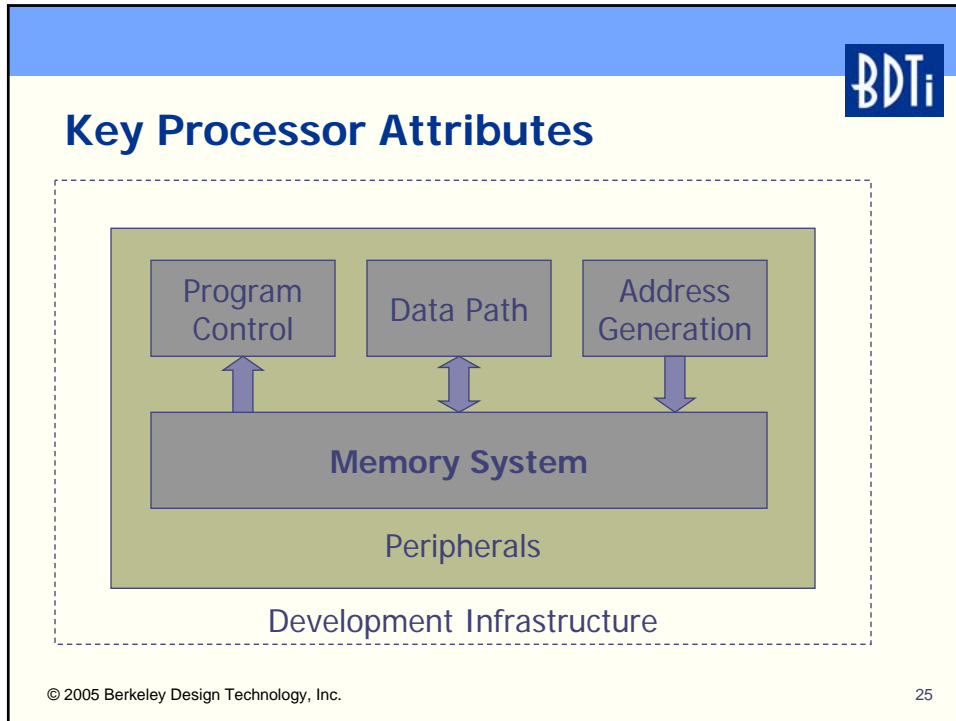 BDTi
Key Processor Attributes
Program
Control
Data Path
Address
Generation
Memory System
Peripherals
Development Infrastructure
© 2005 Berkeley Design Technology, Inc.
25